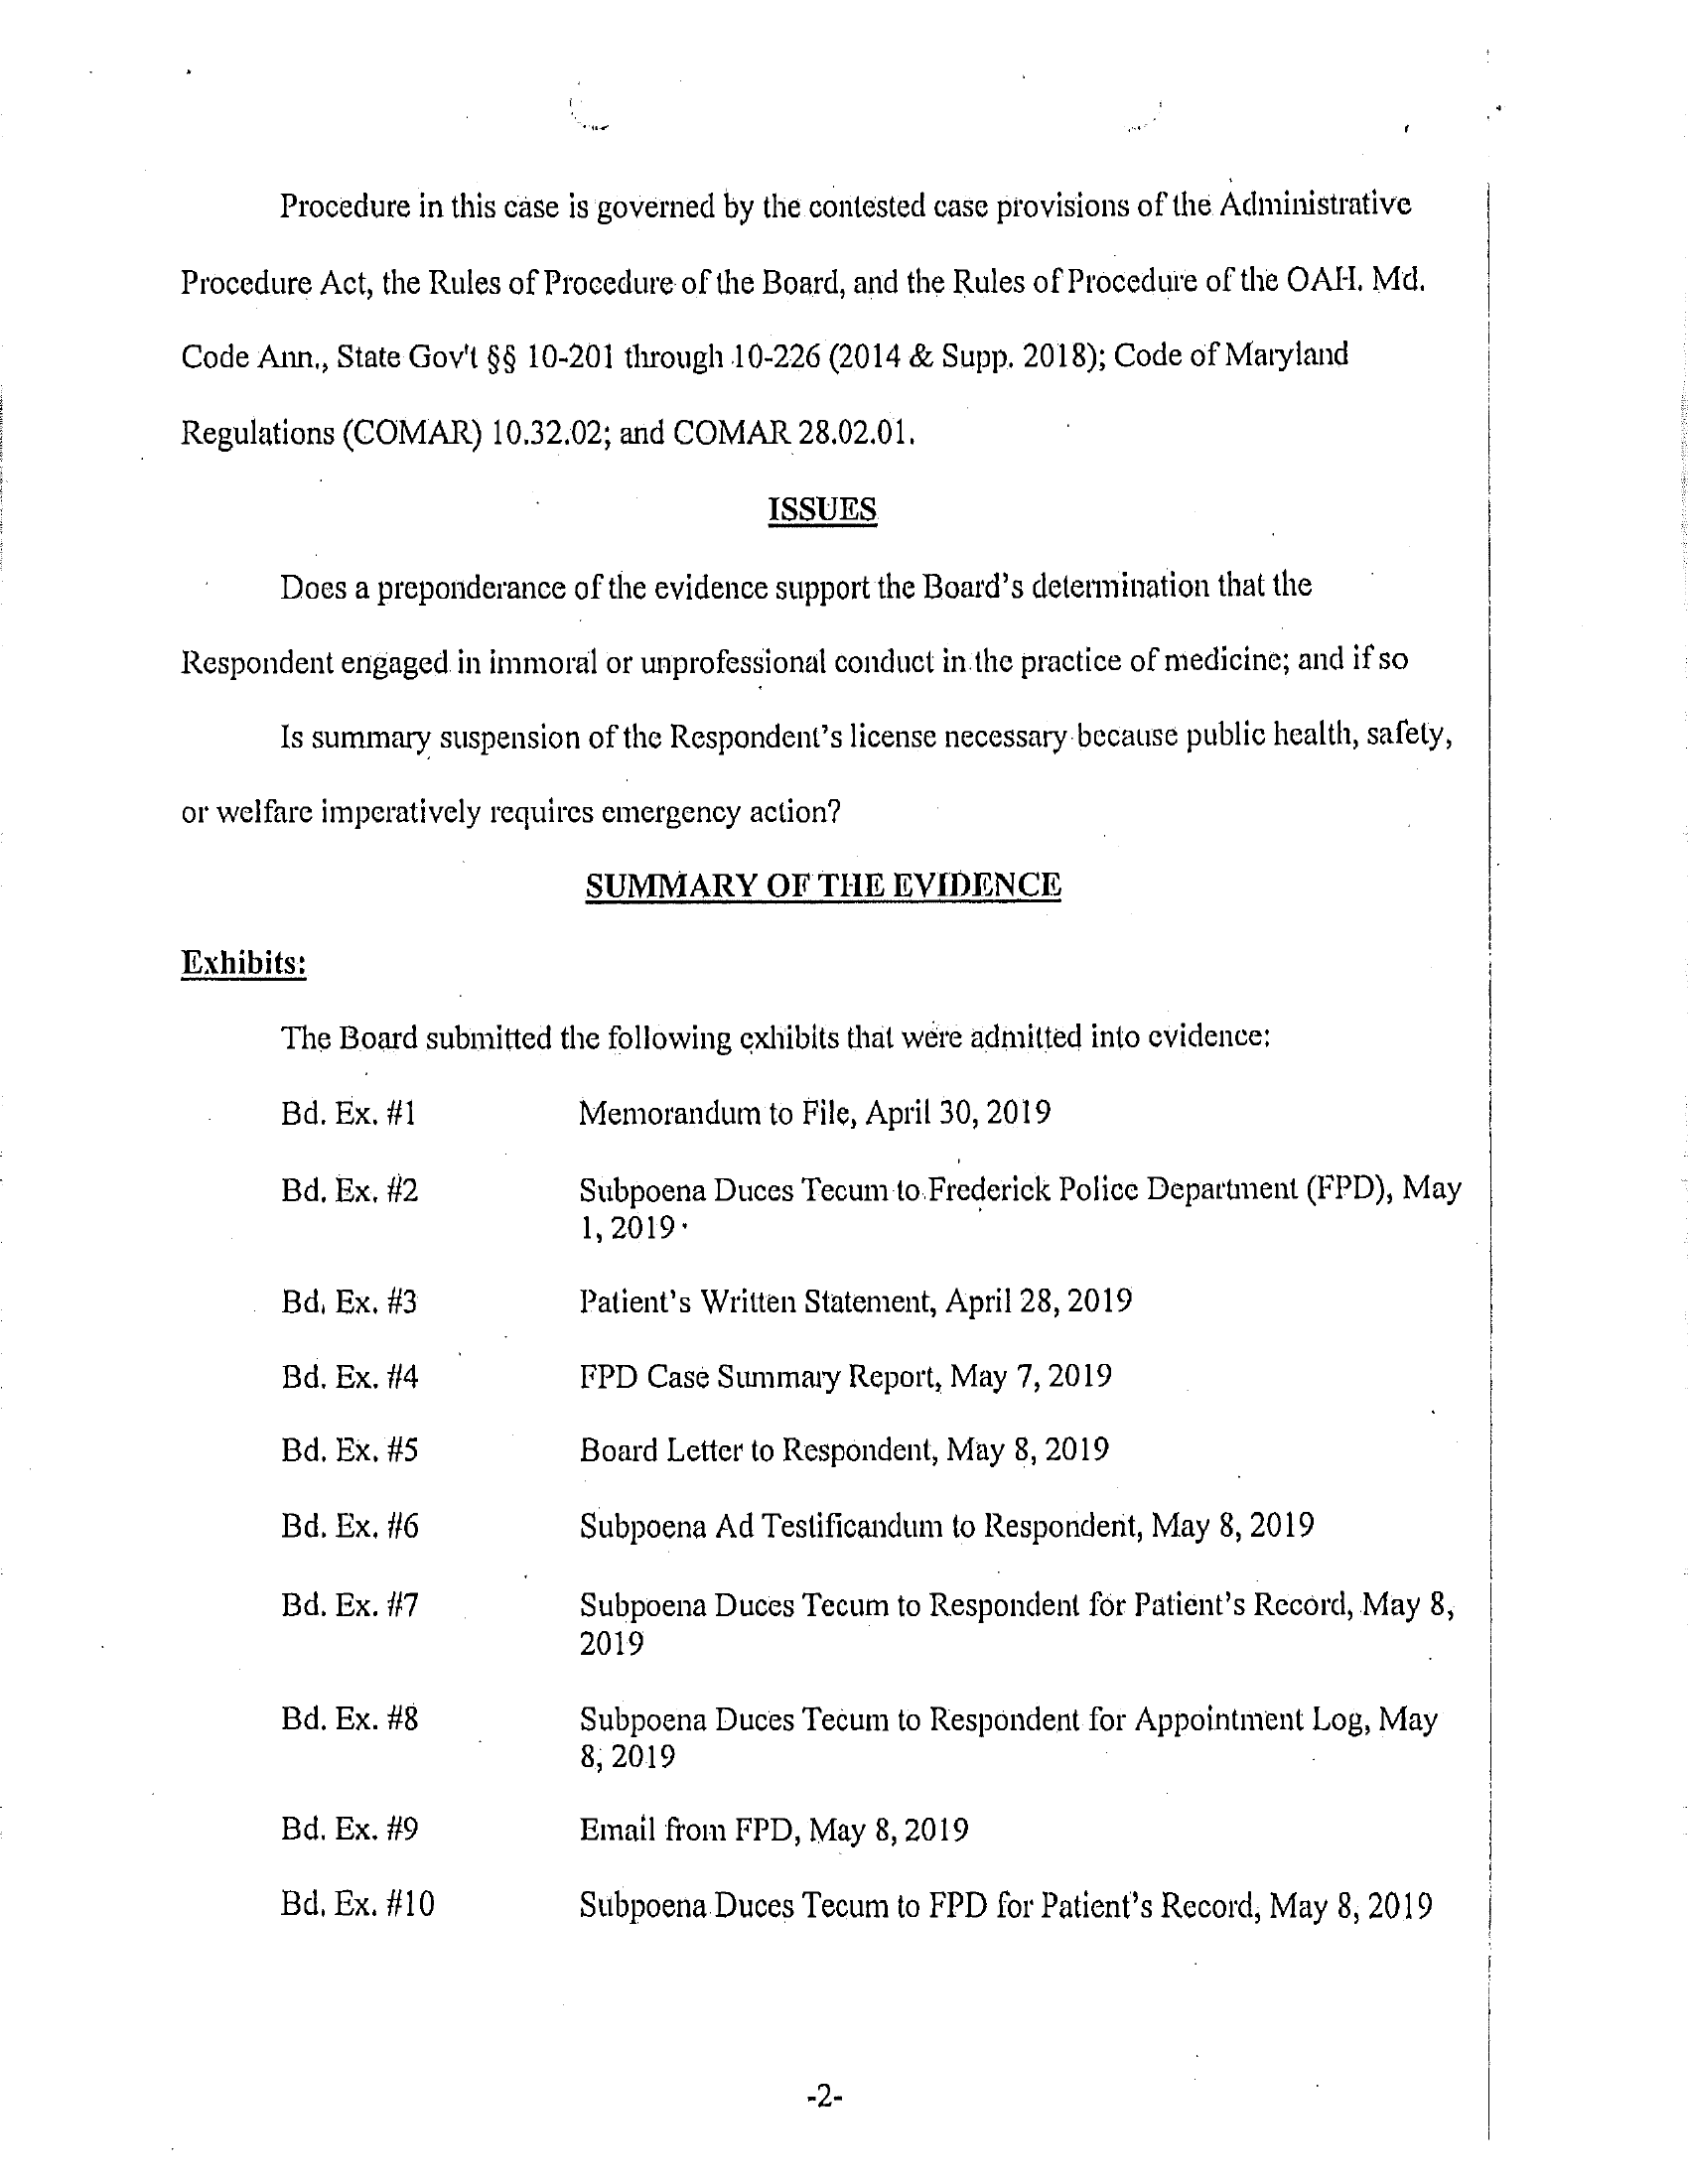 Procedure in this case is governed by the contested case provisions of the Administrative
Procedure Act, the Rules of Procedure of the Board, and the Rules of Procedure of the OAH. Md.
Code Ann., State Gov't §§ 10-201 through 10-226 (2014 & Supp. 2018); Code of Maryland
Regulations (COMAR) 10.32.02; and COMAR 28.02.01.
ISSUES
Does a preponderance of the evidence support the Board's determination that the
Respondent engaged in immoral or unprofessional conduct in the practice of medicine; and if so
Is summary suspension of the Respondent's license necessary because public health, safety,
or welfare imperatively requires emergency action?
SUMMARY OF THE EVIDENCE
Exhibits:
The Board submitted the following exhibits that were admitted into evidence:
Bd. Ex. #1 Memorandum to File, April 30, 2019
Bd. Ex. #2 Subpoena Duces Tecum to Frederick Police Department (FPD), May
1, 2019
Bd. Ex. #3 Patient's Written Statement, April 28, 2019
Bd. Ex. #4 FPD Case Summary Report, May 7, 2019
Bd. Ex. #5 Board Letter to Respondent, May 8, 2019
Bd. Ex. #6 Subpoena Ad Testificandum to Respondent, May 8, 2019
Bd. Ex. #7 Subpoena Duces Tecum to Respondent for Patient's Record, May 8,
2019
Bd. Ex. #8 Subpoena Duces Tecum to Respondent for Appointment Log, May
8, 2019
Bd. Ex. #9 Email from FPD, May 8, 2019
Bd. Ex. #10 Subpoena Duces Tecum to FPD for Patient's Record, May 8, 2019
-2-